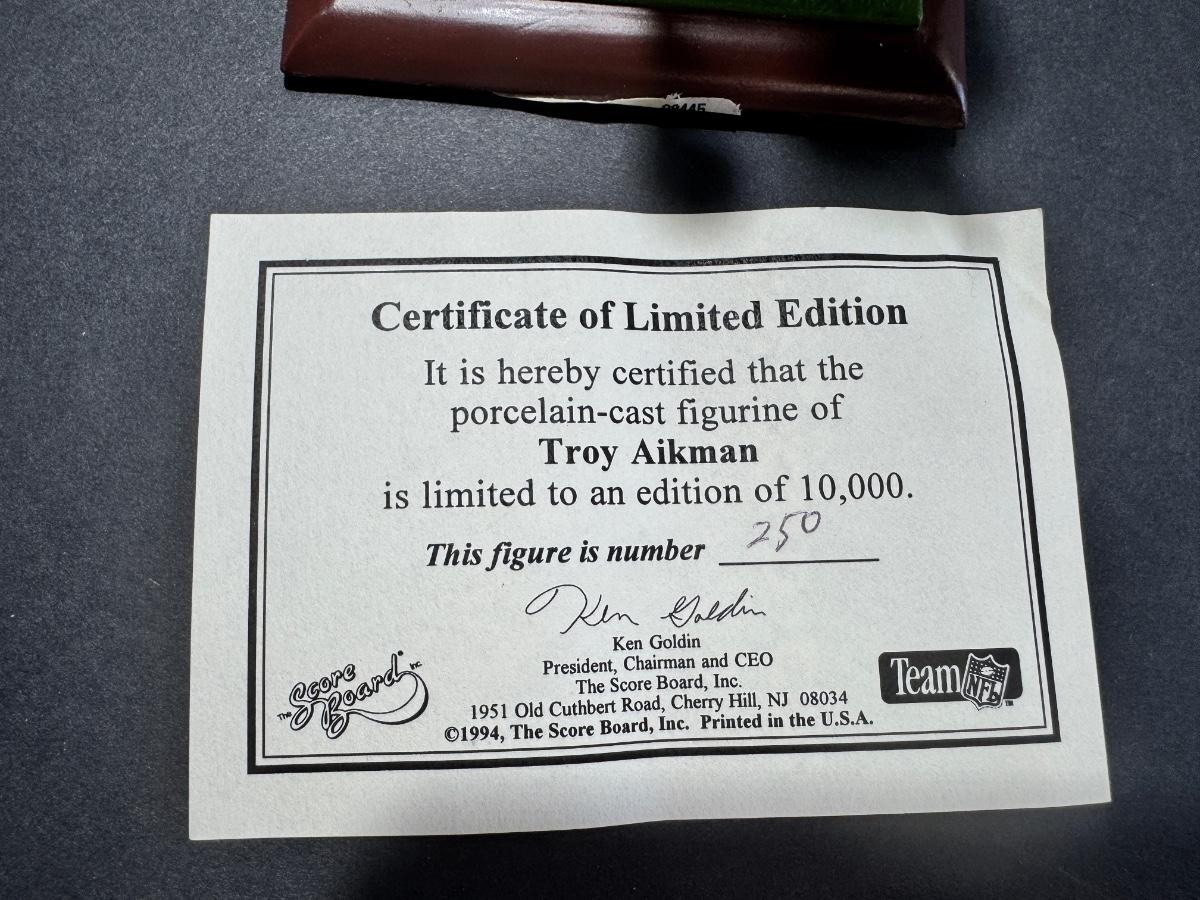 Certificate of Limited Edition
It is hereby certified that the
porcelain-cast figurine of
Troy Aikman
is limited to an edition of 10,000.
This figure is number 250
Ken Goldin
Ken Goldin
President, Chairman and CEO
The Score Board, Inc.
1951 Old Cuthbert Road, Cherry Hill, NJ 08034
©1994, The Score Board, Inc. Printed in the U.S.A.
The Score Board Inc
Team NFL TM